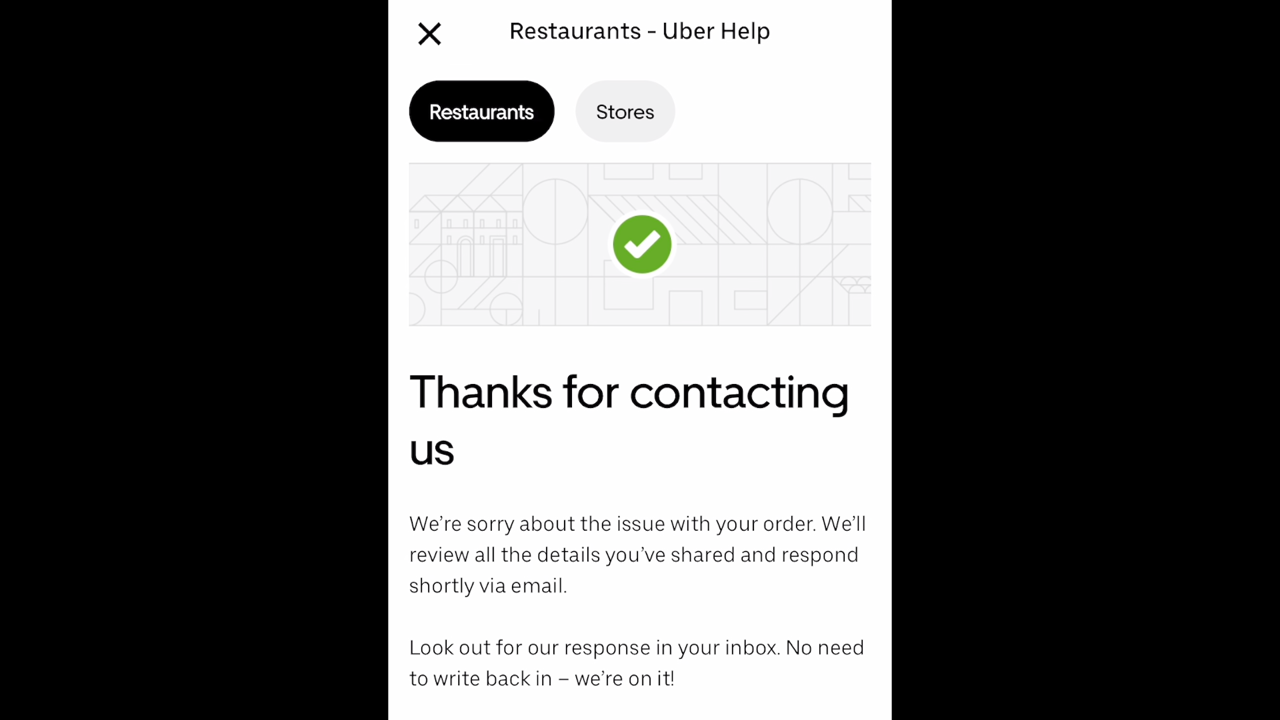 Restaurants - Uber Help
Restaurants
Stores
Thanks for contacting
us
We’re sorry about the issue with your order. We’ll
review all the details you’ve shared and respond
shortly via email.
Look out for our response in your inbox. No need
to write back in – we’re on it!